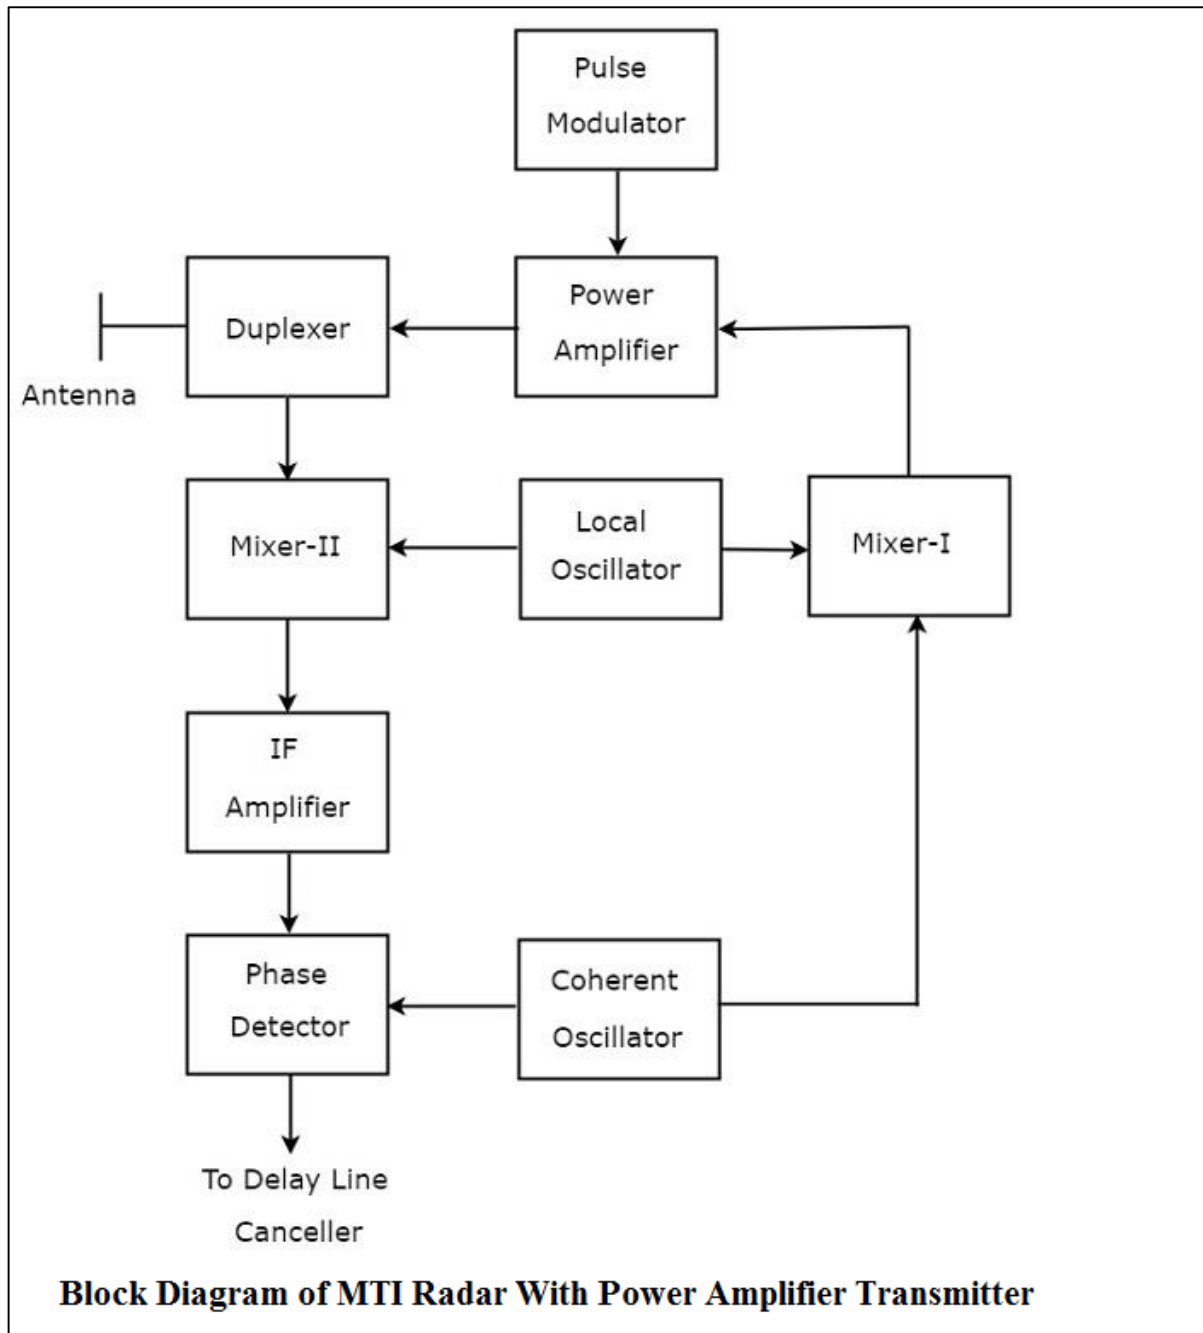 Pulse
Modulator
Power
Amplifier
Duplexer
Antenna
Mixer-II
Local
Oscillator
Mixer-I
IF
Amplifier
Phase
Detector
Coherent
Oscillator
To Delay Line
Canceller
Block Diagram of MTI Radar With Power Amplifier Transmitter